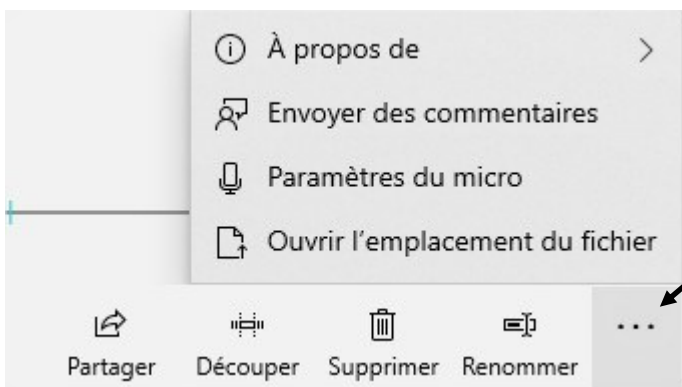 À propos de
Envoyer des commentaires
Paramètres du micro
Ouvrir l'emplacement du fichier
Partager Découper Supprimer Renommer ...